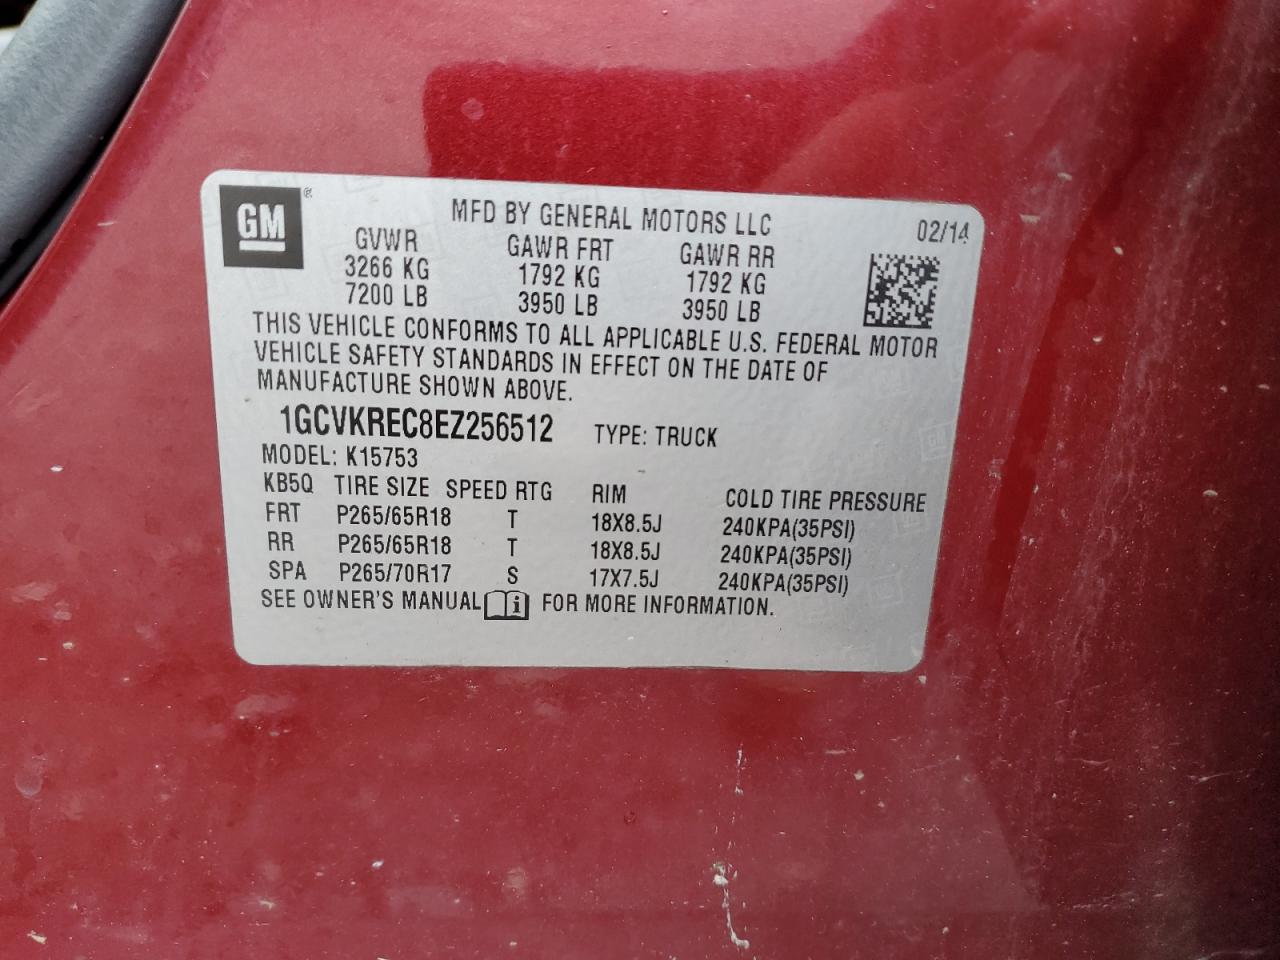 GM®
MFD BY GENERAL MOTORS LLC 02/14
GVWR GAWR FRT GAWR RR
3266 KG 1792 KG 1792 KG
7200 LB 3950 LB 3950 LB
THIS VEHICLE CONFORMS TO ALL APPLICABLE U.S. FEDERAL MOTOR
VEHICLE SAFETY STANDARDS IN EFFECT ON THE DATE OF
MANUFACTURE SHOWN ABOVE.
1GCVKREC8EZ256512 TYPE: TRUCK
MODEL: K15753
KB5Q TIRE SIZE SPEED RTG RIM COLD TIRE PRESSURE
FRT P265/65R18 T 18X8.5J 240KPA(35PSI)
RR P265/65R18 T 18X8.5J 240KPA(35PSI)
SPA P265/70R17 S 17X7.5J 240KPA(35PSI)
SEE OWNER'S MANUAL i FOR MORE INFORMATION.